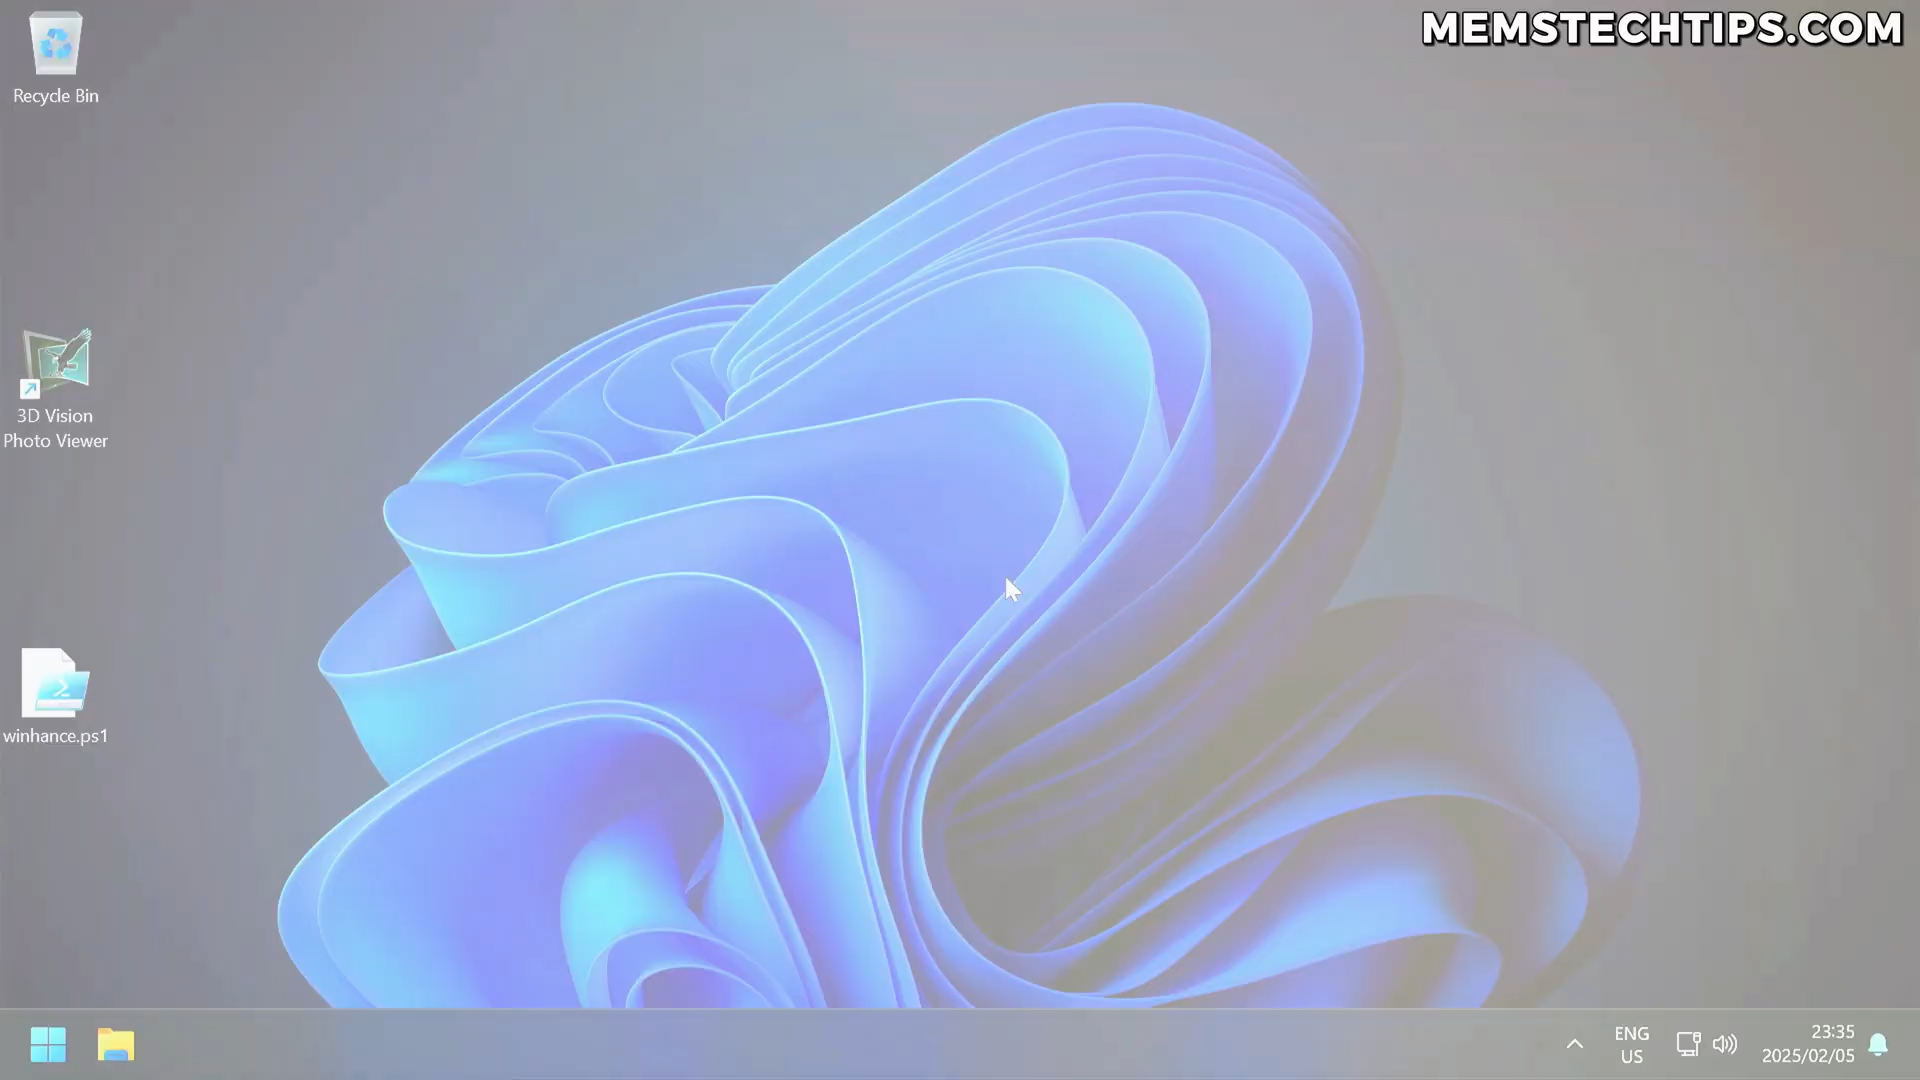 MEMSTECHTIPS.COM
Recycle Bin
3D Vision
Photo Viewer
winhance.ps1
ENG
US
23:35
2025/02/05